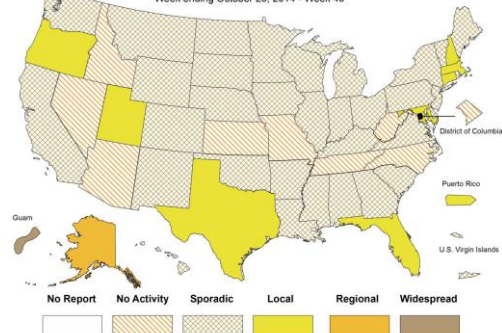 Week ending October 25, 2014 - Week 43
District of Columbia
Puerto Rico
Guam
U.S. Virgin Islands
No Report No Activity Sporadic Local Regional Widespread